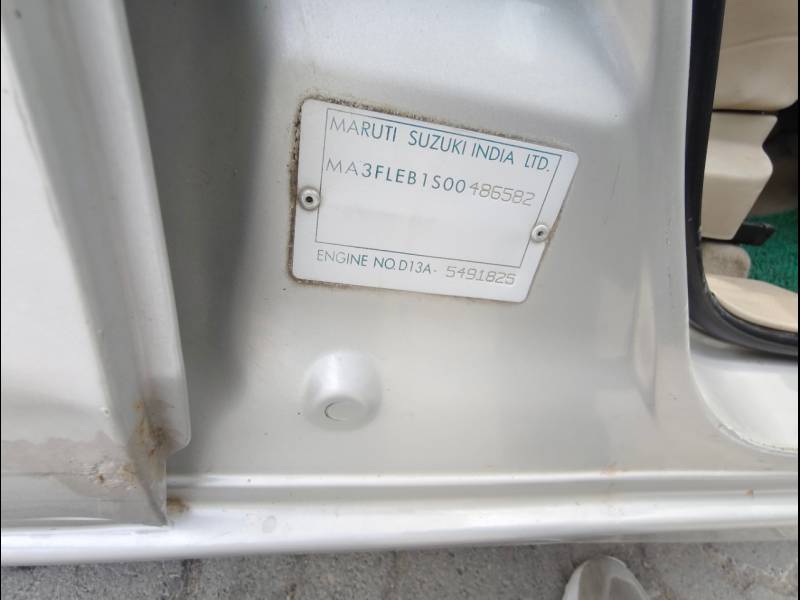 MARUTI SUZUKI INDIA LTD.
MA3FLEB1S00486582
ENGINE NO. D13A- 5491825